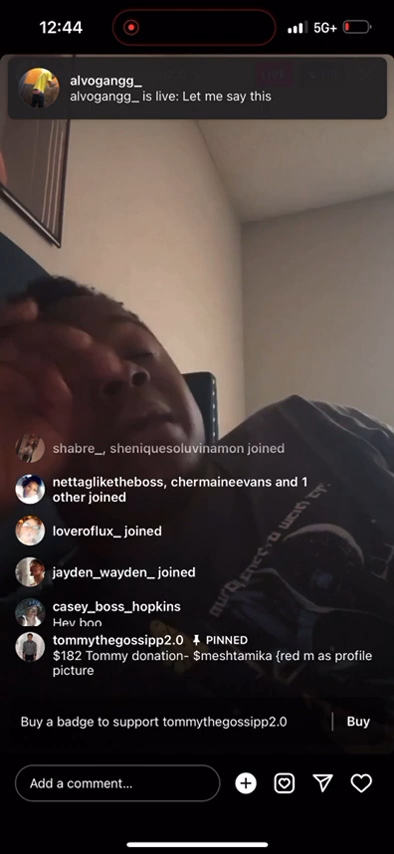 12:44
5G+
alvogangg_
alvogangg_ is live: Let me say this
shabre_, sheniquesoluvinamon joined
nettagliketheboss, chermaineevans and 1
other joined
loveroflux_ joined
jayden_wayden_ joined
casey_boss_hopkins
Hey boo
tommythegossipp2.0 PINNED
$182 Tommy donation- $meshtamika {red m as profile
picture
Buy a badge to support tommythegossipp2.0
Buy
Add a comment...